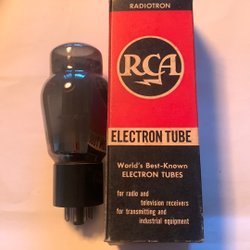 RADIOTRON
RCA
ELECTRON TUBE
World's Best-Known
ELECTRON TUBES
for radio and
television receivers
for transmitting and
industrial equipment